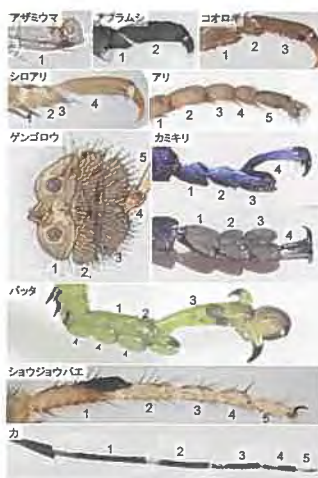 アザミウマ
1
アブラムシ
1 2
コオロギ
1 2 3
シロアリ
1 2 3 4
アリ
1 2 3 4 5
ゲンゴロウ
5
4
3
1 2
カミキリ
4
1 2 3
1 2 3
4
バッタ
1 2 3
ショウジョウバエ
1 2 3 4 5
カ
1 2 3 4 5